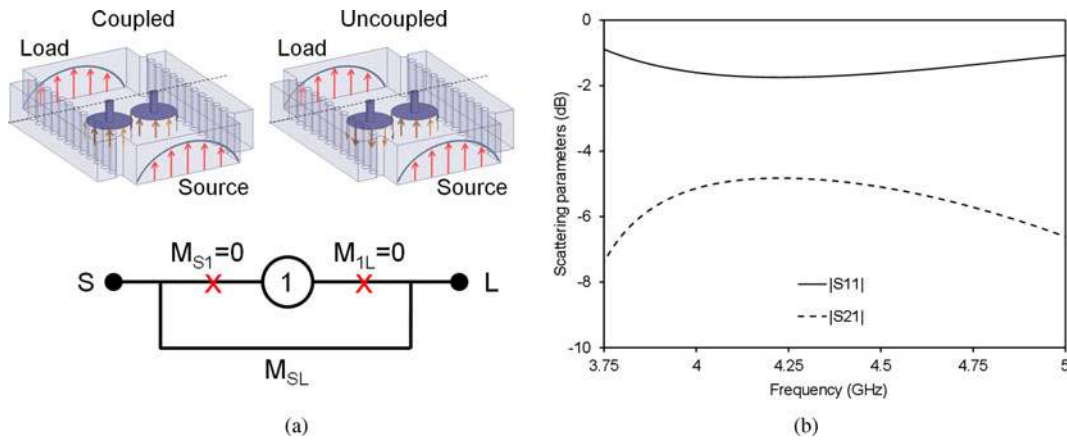 Coupled
Uncoupled
Load
Load
Source
Source
M_S1=0
M_1L=0
S
1
L
M_SL
(a)
0
-2
-4
-6
-8
-10
Scattering parameters (dB)
|S11|
|S21|
3.75
4
4.25
4.5
4.75
5
Frequency (GHz)
(b)